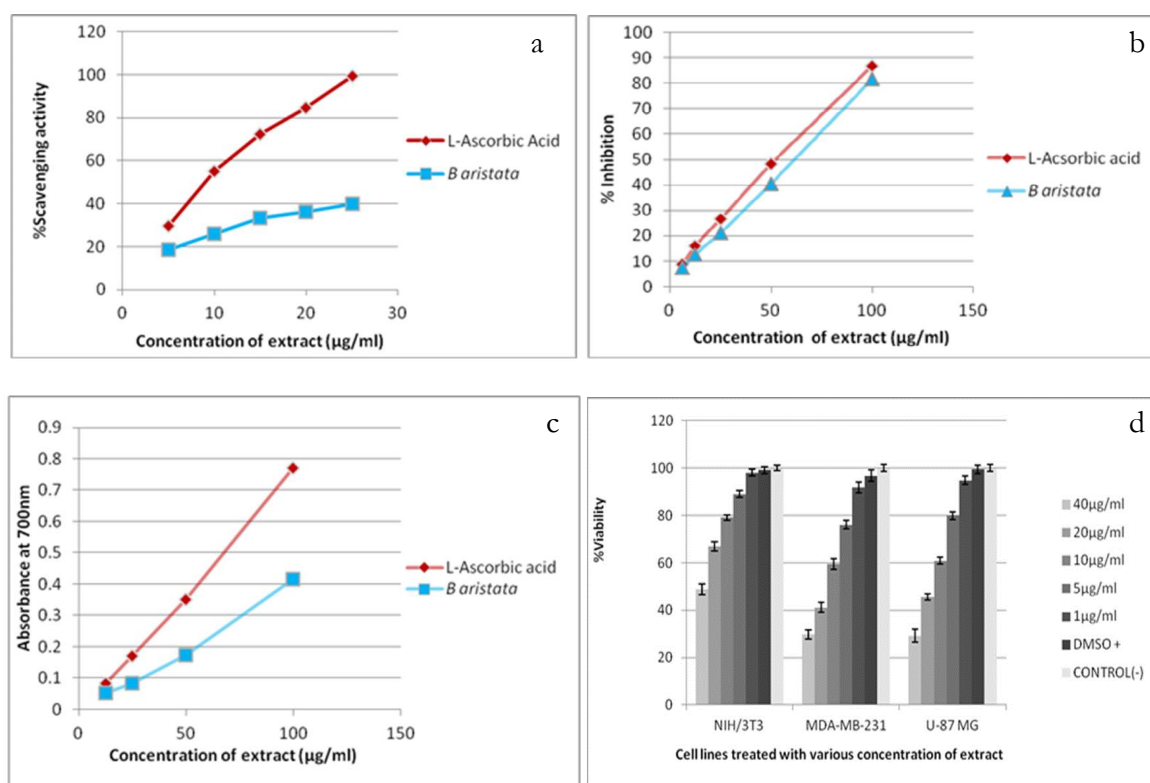 a
%Scavenging activity
120
100
80
60
40
20
0
0 10 20 30
Concentration of extract (µg/ml)
L-Ascorbic Acid
B aristata
b
% Inhibition
100
90
80
70
60
50
40
30
20
10
0
0 50 100 150
Concentration of extract (µg/ml)
L-Acsorbic acid
B aristata
c
Absorbance at 700nm
0.9
0.8
0.7
0.6
0.5
0.4
0.3
0.2
0.1
0
0 50 100 150
Concentration of extract (µg/ml)
L-Ascorbic acid
B aristata
d
%Viability
120
100
80
60
40
20
0
NIH/3T3 MDA-MB-231 U-87 MG
Cell lines treated with various concentration of extract
40µg/ml
20µg/ml
10µg/ml
5µg/ml
1µg/ml
DMSO +
CONTROL(-)